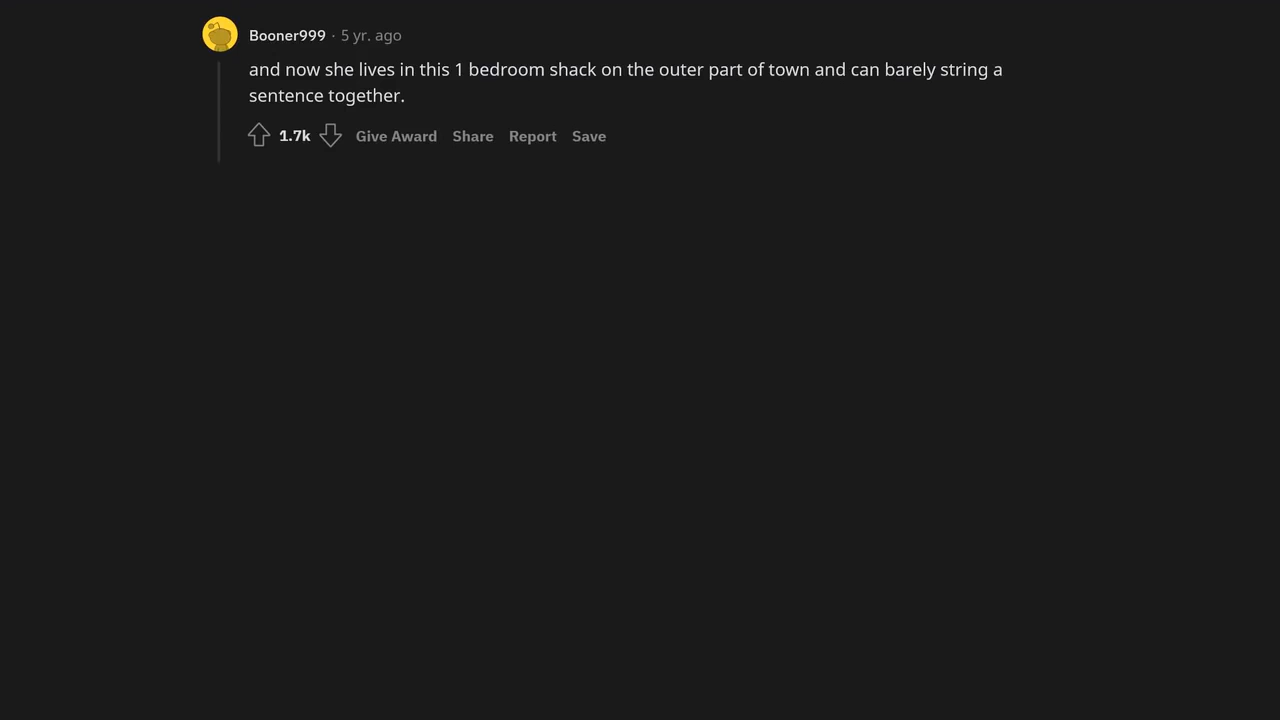 Booner999 · 5 yr. ago
and now she lives in this 1 bedroom shack on the outer part of town and can barely string a
sentence together.
1.7k Give Award Share Report Save